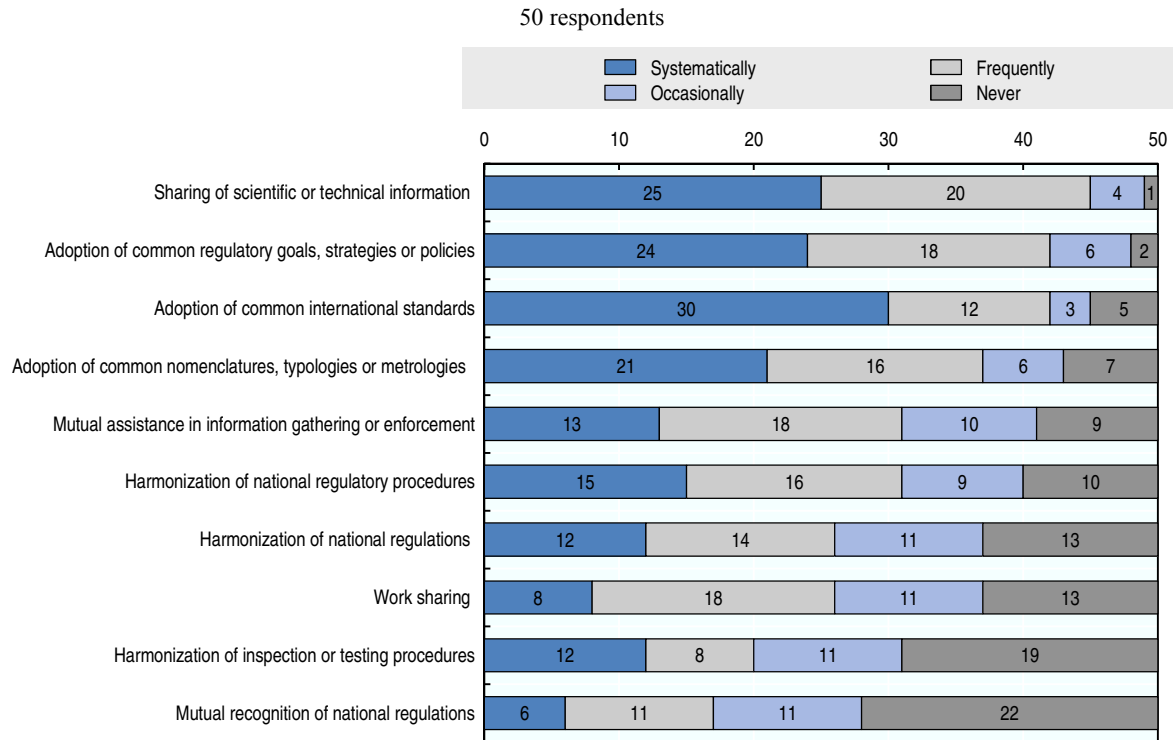 50 respondents
Systematically Frequently
Occasionally Never
0 10 20 30 40 50
Sharing of scientific or technical information 25 20 4 1
Adoption of common regulatory goals, strategies or policies 24 18 6 2
Adoption of common international standards 30 12 3 5
Adoption of common nomenclatures, typologies or metrologies 21 16 6 7
Mutual assistance in information gathering or enforcement 13 18 10 9
Harmonization of national regulatory procedures 15 16 9 10
Harmonization of national regulations 12 14 11 13
Work sharing 8 18 11 13
Harmonization of inspection or testing procedures 12 8 11 19
Mutual recognition of national regulations 6 11 11 22